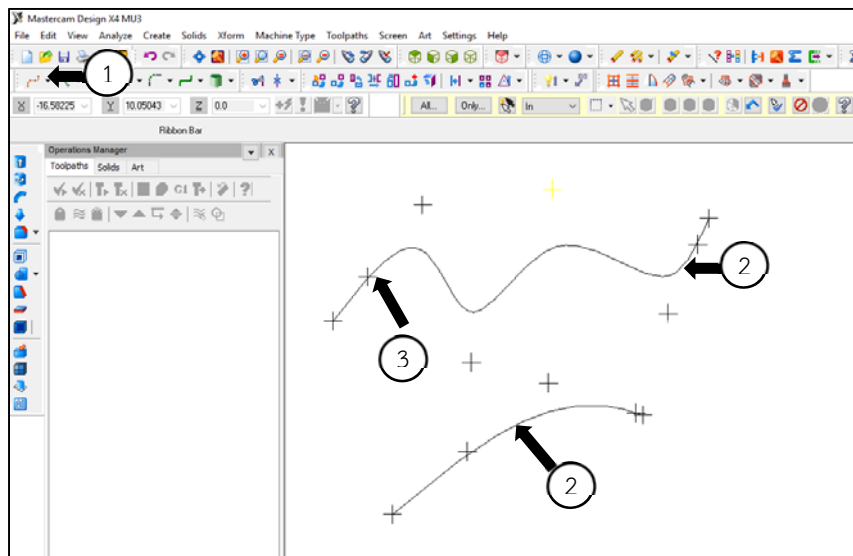 Mastercam Design X4 MU3
File Edit View Analyze Create Solids Xform Machine Type Toolpaths Screen Art Settings Help
1
X -16.58225 Y 10.05043 Z 0.0 All... Only... In
Ribbon Bar
Operations Manager X
Toolpaths Solids Art
G1
2
3
2